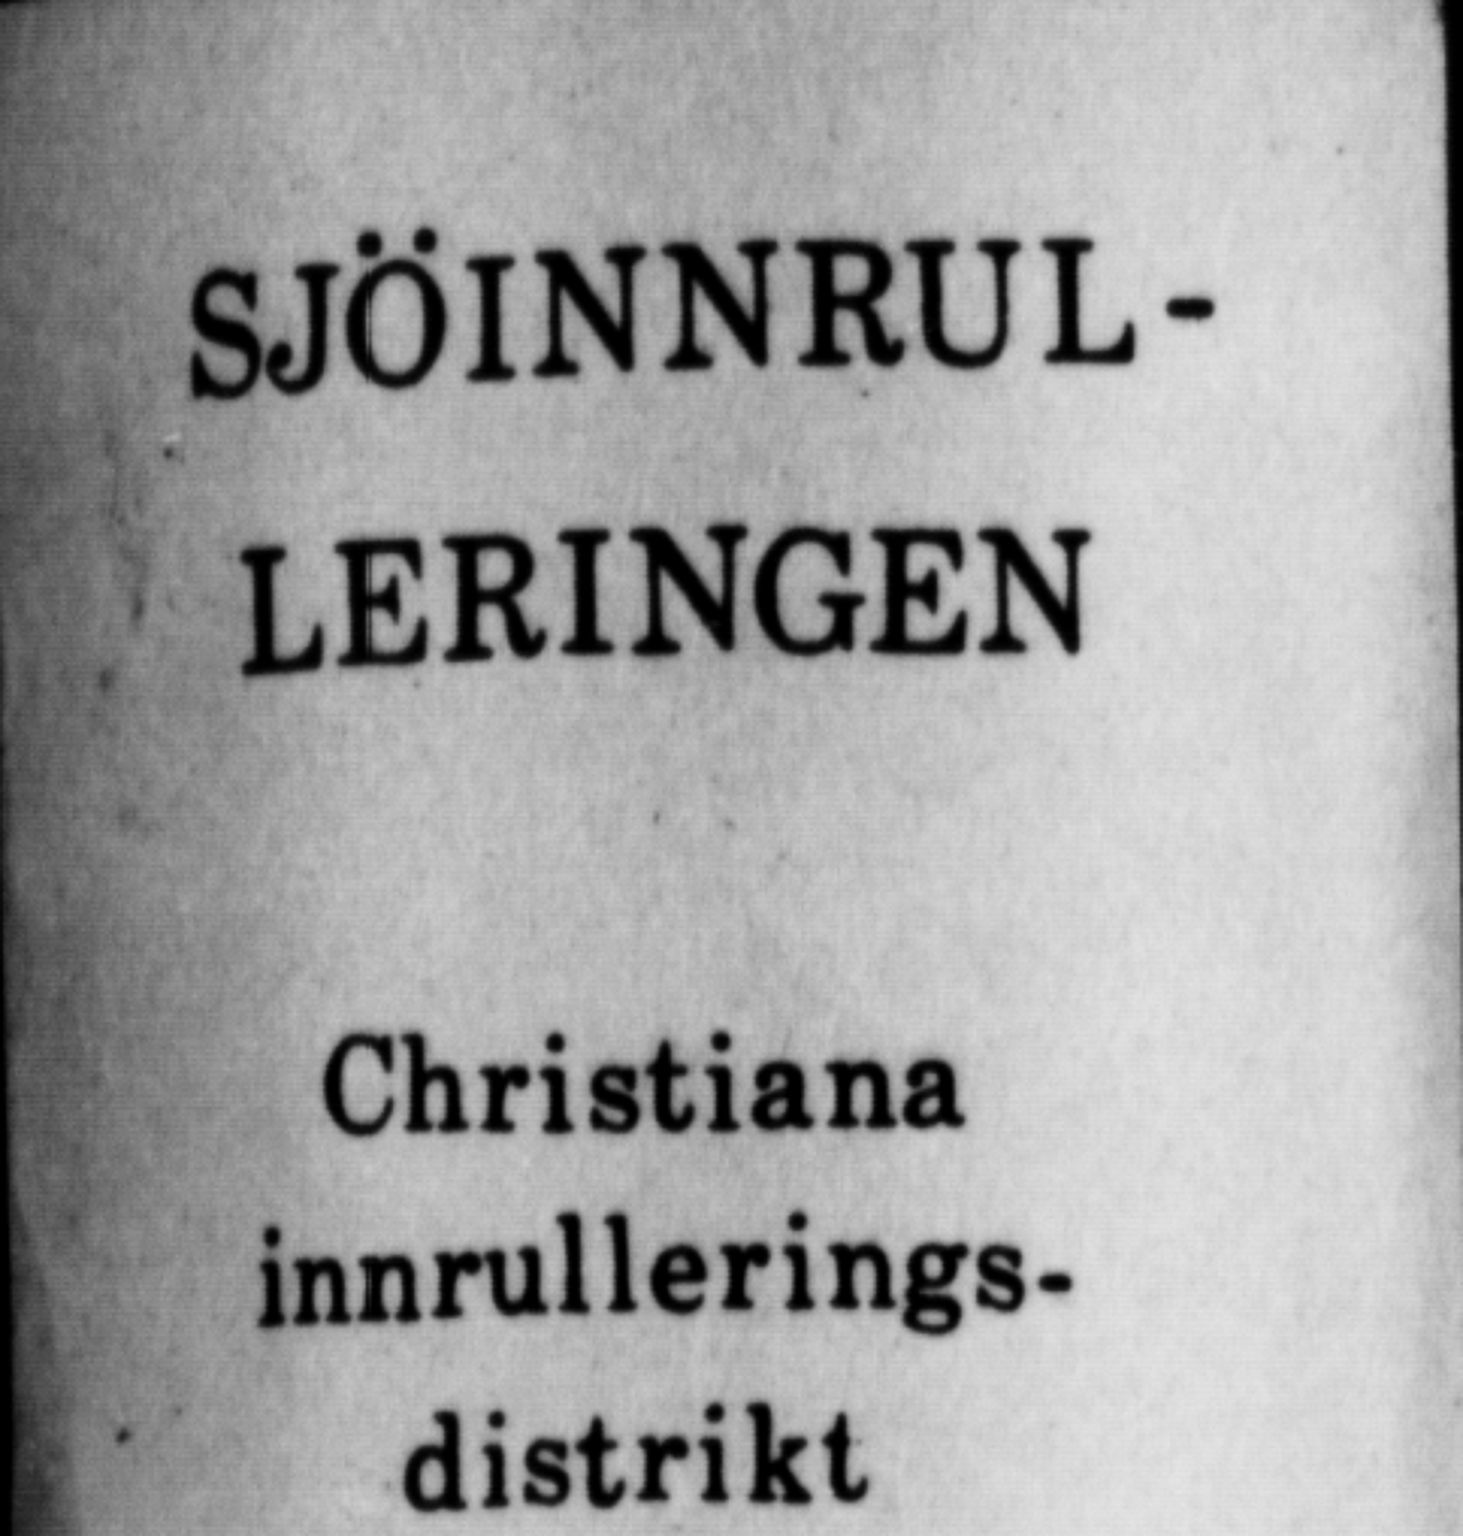 SJÖINNRUL-
LERINGEN
Christiana
innrullerings-
distrikt